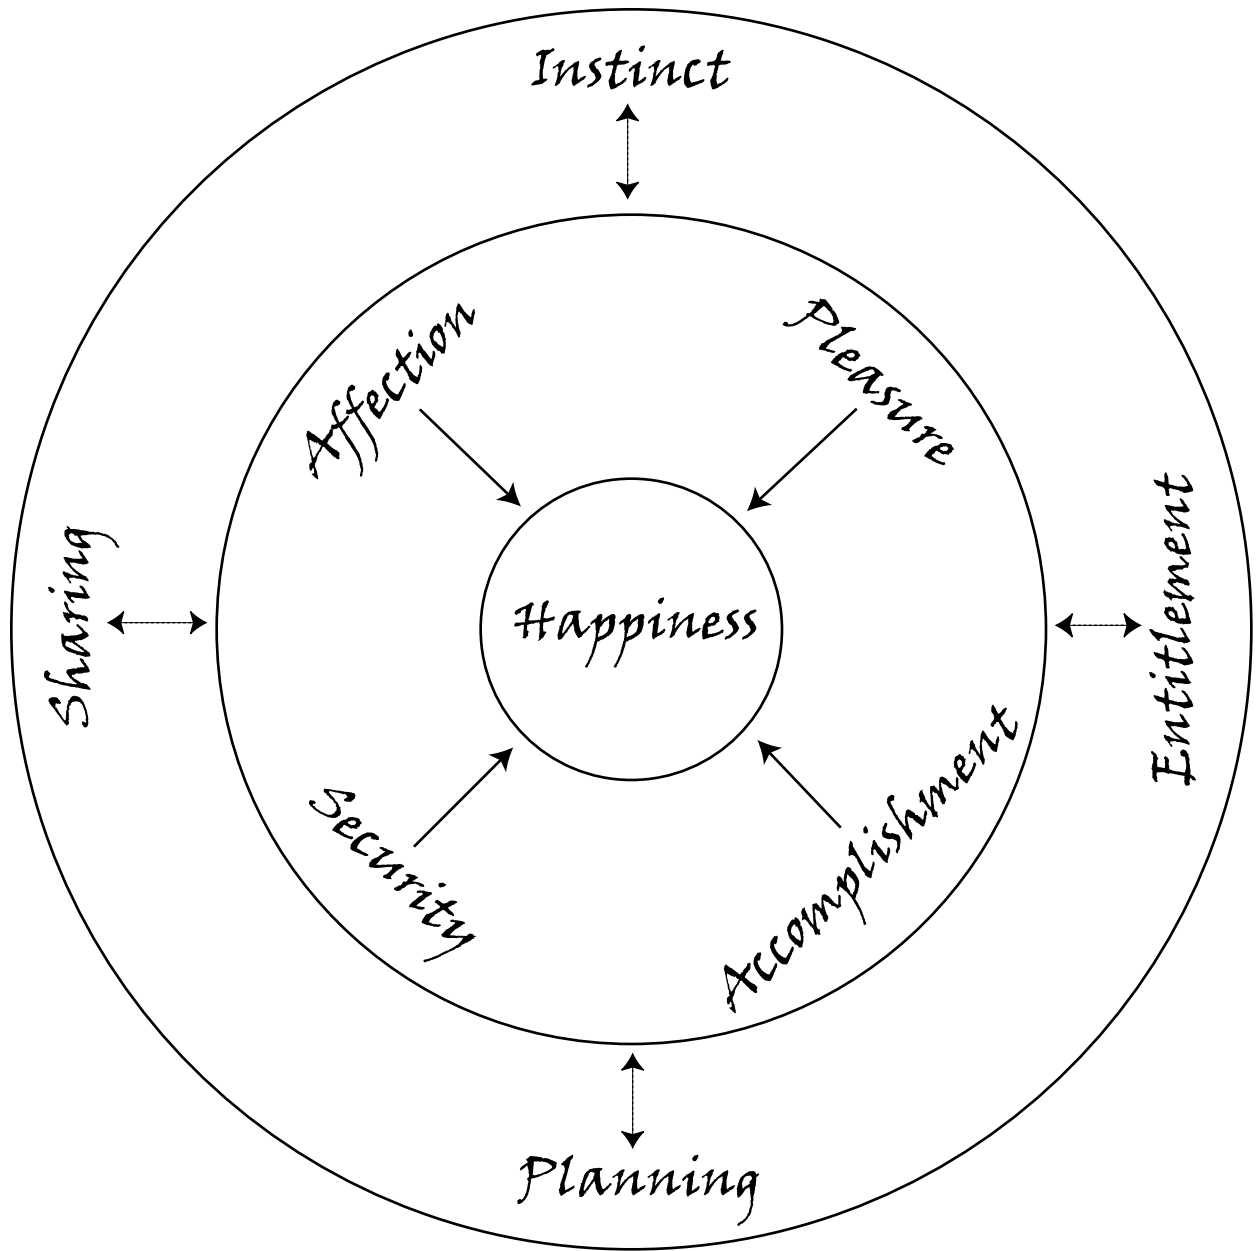 Instinct
Affection
Pleasure
Sharing
Happiness
Entitlement
Security
Accomplishment
Planning